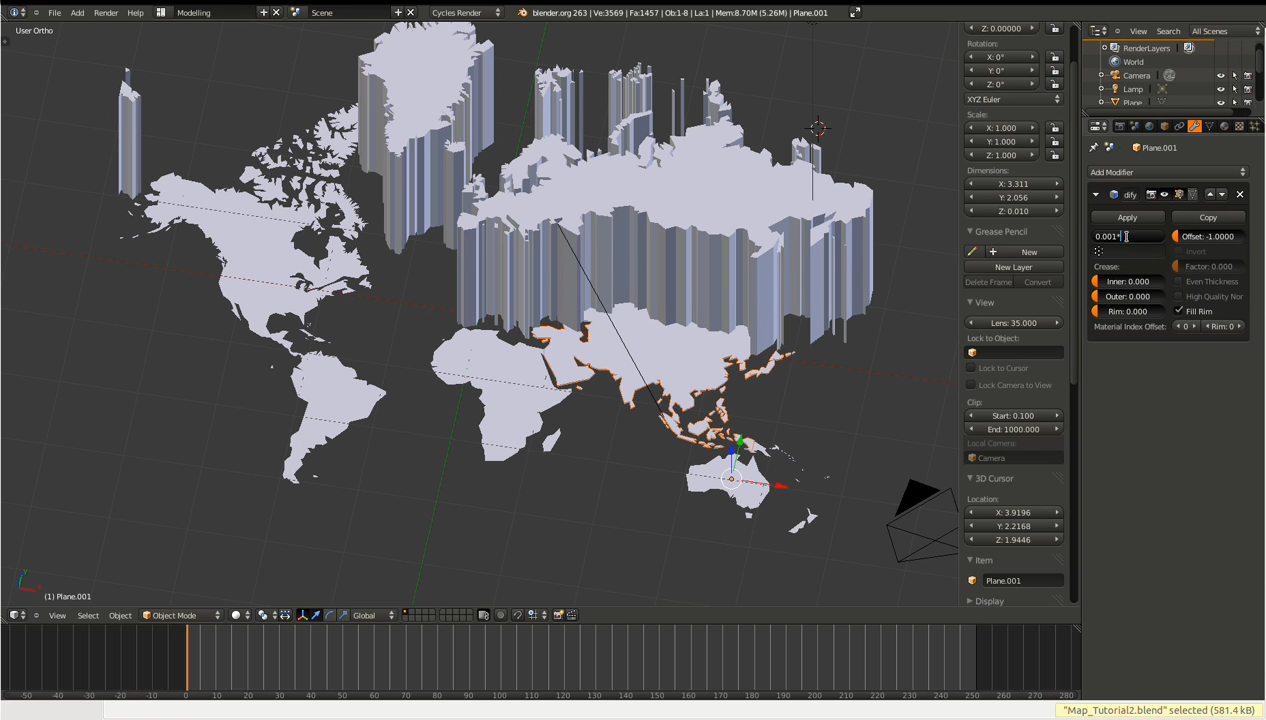 File Add Render Help Modelling Scene Cycles Render blender.org 263 | Ve:3569 | Fa:1457 | Ob:1-8 | La:1 | Mem:8.70M (5.26M) | Plane.001
User Ortho
(1) Plane.001
View Select Object Object Mode Global
-50 -40 -30 -20 -10 0 10 20 30 40 50 60 70 80 90 100 110 120 130 140 150 160 170 180 190 200 210 220 230 240 250 260 270 280
Z: 0.00000
Rotation:
X: 0°
Y: 0°
Z: 0°
XYZ Euler
Scale:
X: 1.000
Y: 1.000
Z: 1.000
Dimensions:
X: 3.311
Y: 2.056
Z: 0.010
Grease Pencil
New
New Layer
Delete Frame Convert
View
Lens: 35.000
Lock to Object:
Lock to Cursor
Lock Camera to View
Clip:
Start: 0.100
End: 1000.000
Local Camera:
Camera
3D Cursor
Location:
X: 3.9196
Y: 2.2168
Z: 1.9446
Item
Plane.001
Display
View Search All Scenes
RenderLayers
World
Camera
Lamp
Plane
Plane.001
Add Modifier
dify
Apply Copy
0.001* Offset: -1.0000
Invert
Crease: Factor: 0.000
Inner: 0.000 Even Thickness
Outer: 0.000 High Quality Nor
Rim: 0.000 Fill Rim
Material Index Offset: 0 Rim: 0
"Map_Tutorial2.blend" selected (581.4 kB)